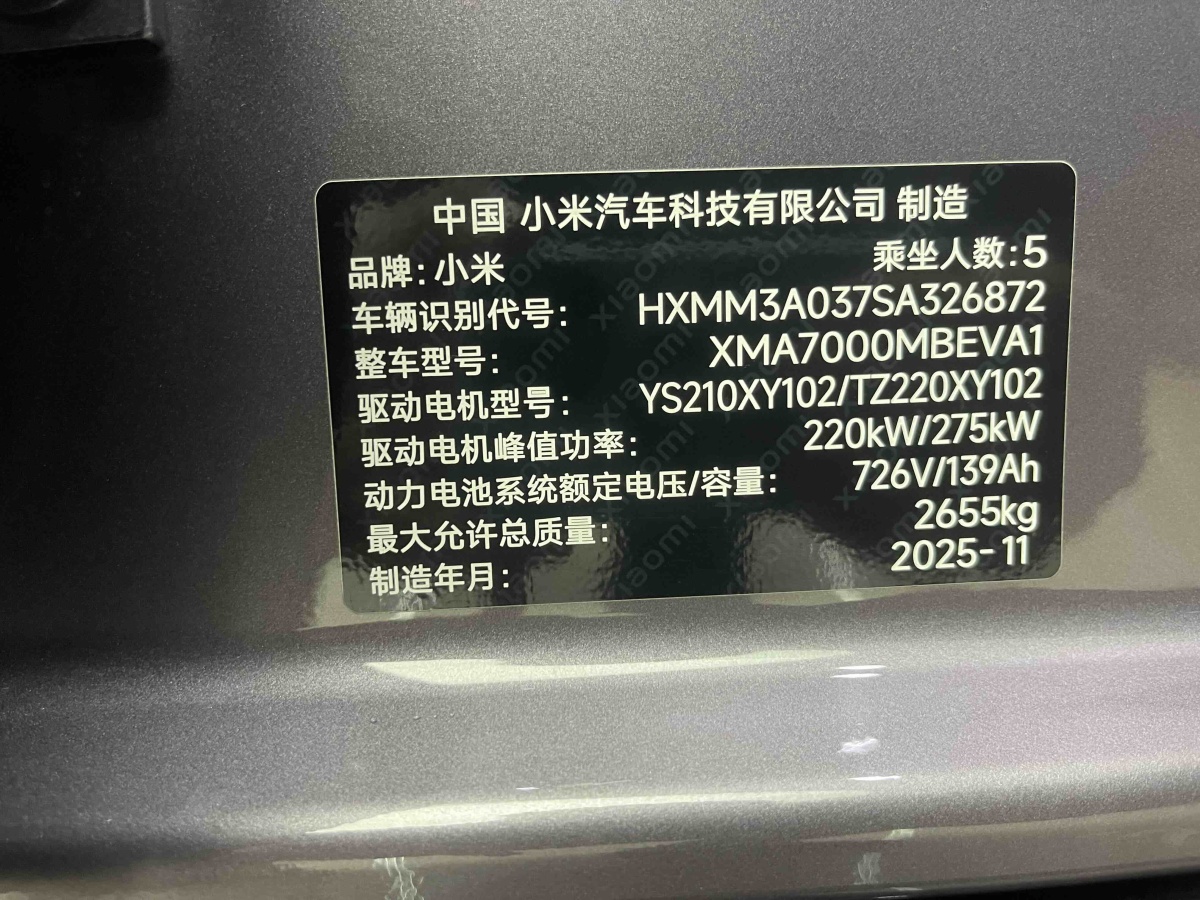 中国 小米汽车科技有限公司 制造
品牌: 小米 乘坐人数: 5
车辆识别代号: HXMM3A037SA326872
整车型号: XMA7000MBEVA1
驱动电机型号: YS210XY102/TZ220XY102
驱动电机峰值功率: 220kW/275kW
动力电池系统额定电压/容量: 726V/139Ah
最大允许总质量: 2655kg
制造年月: 2025-11
xiaomi